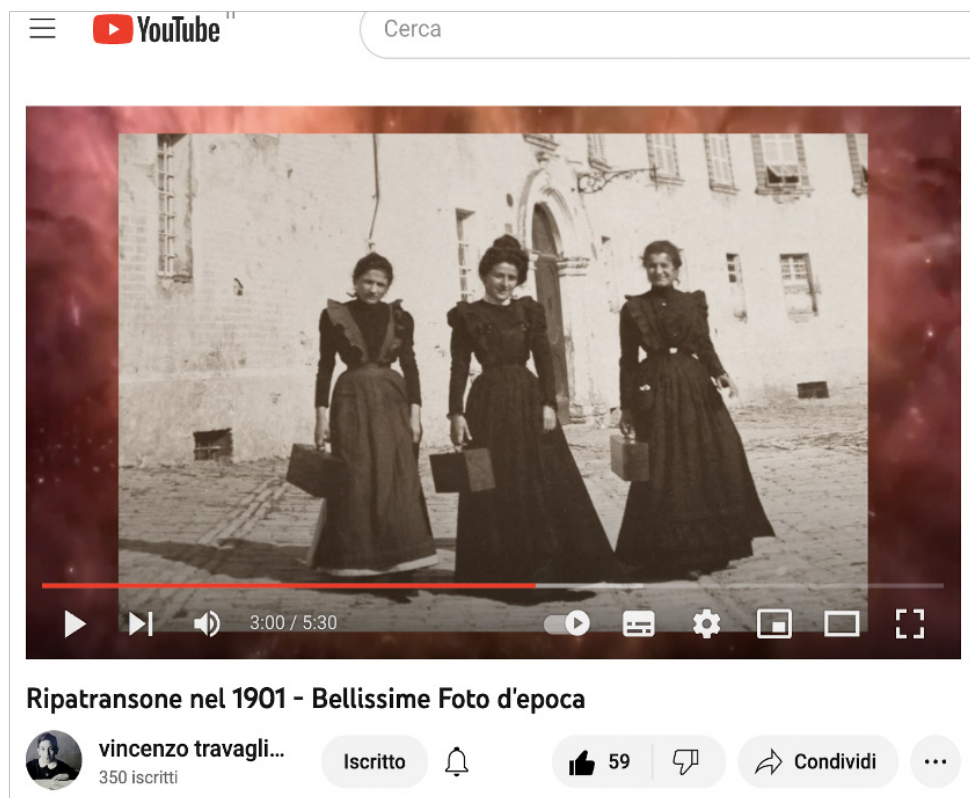 YouTube IT
Cerca
3:00 / 5:30
Ripatransone nel 1901 - Bellissime Foto d'epoca
vincenzo travagli...
Iscritto
59
Condividi
350 iscritti